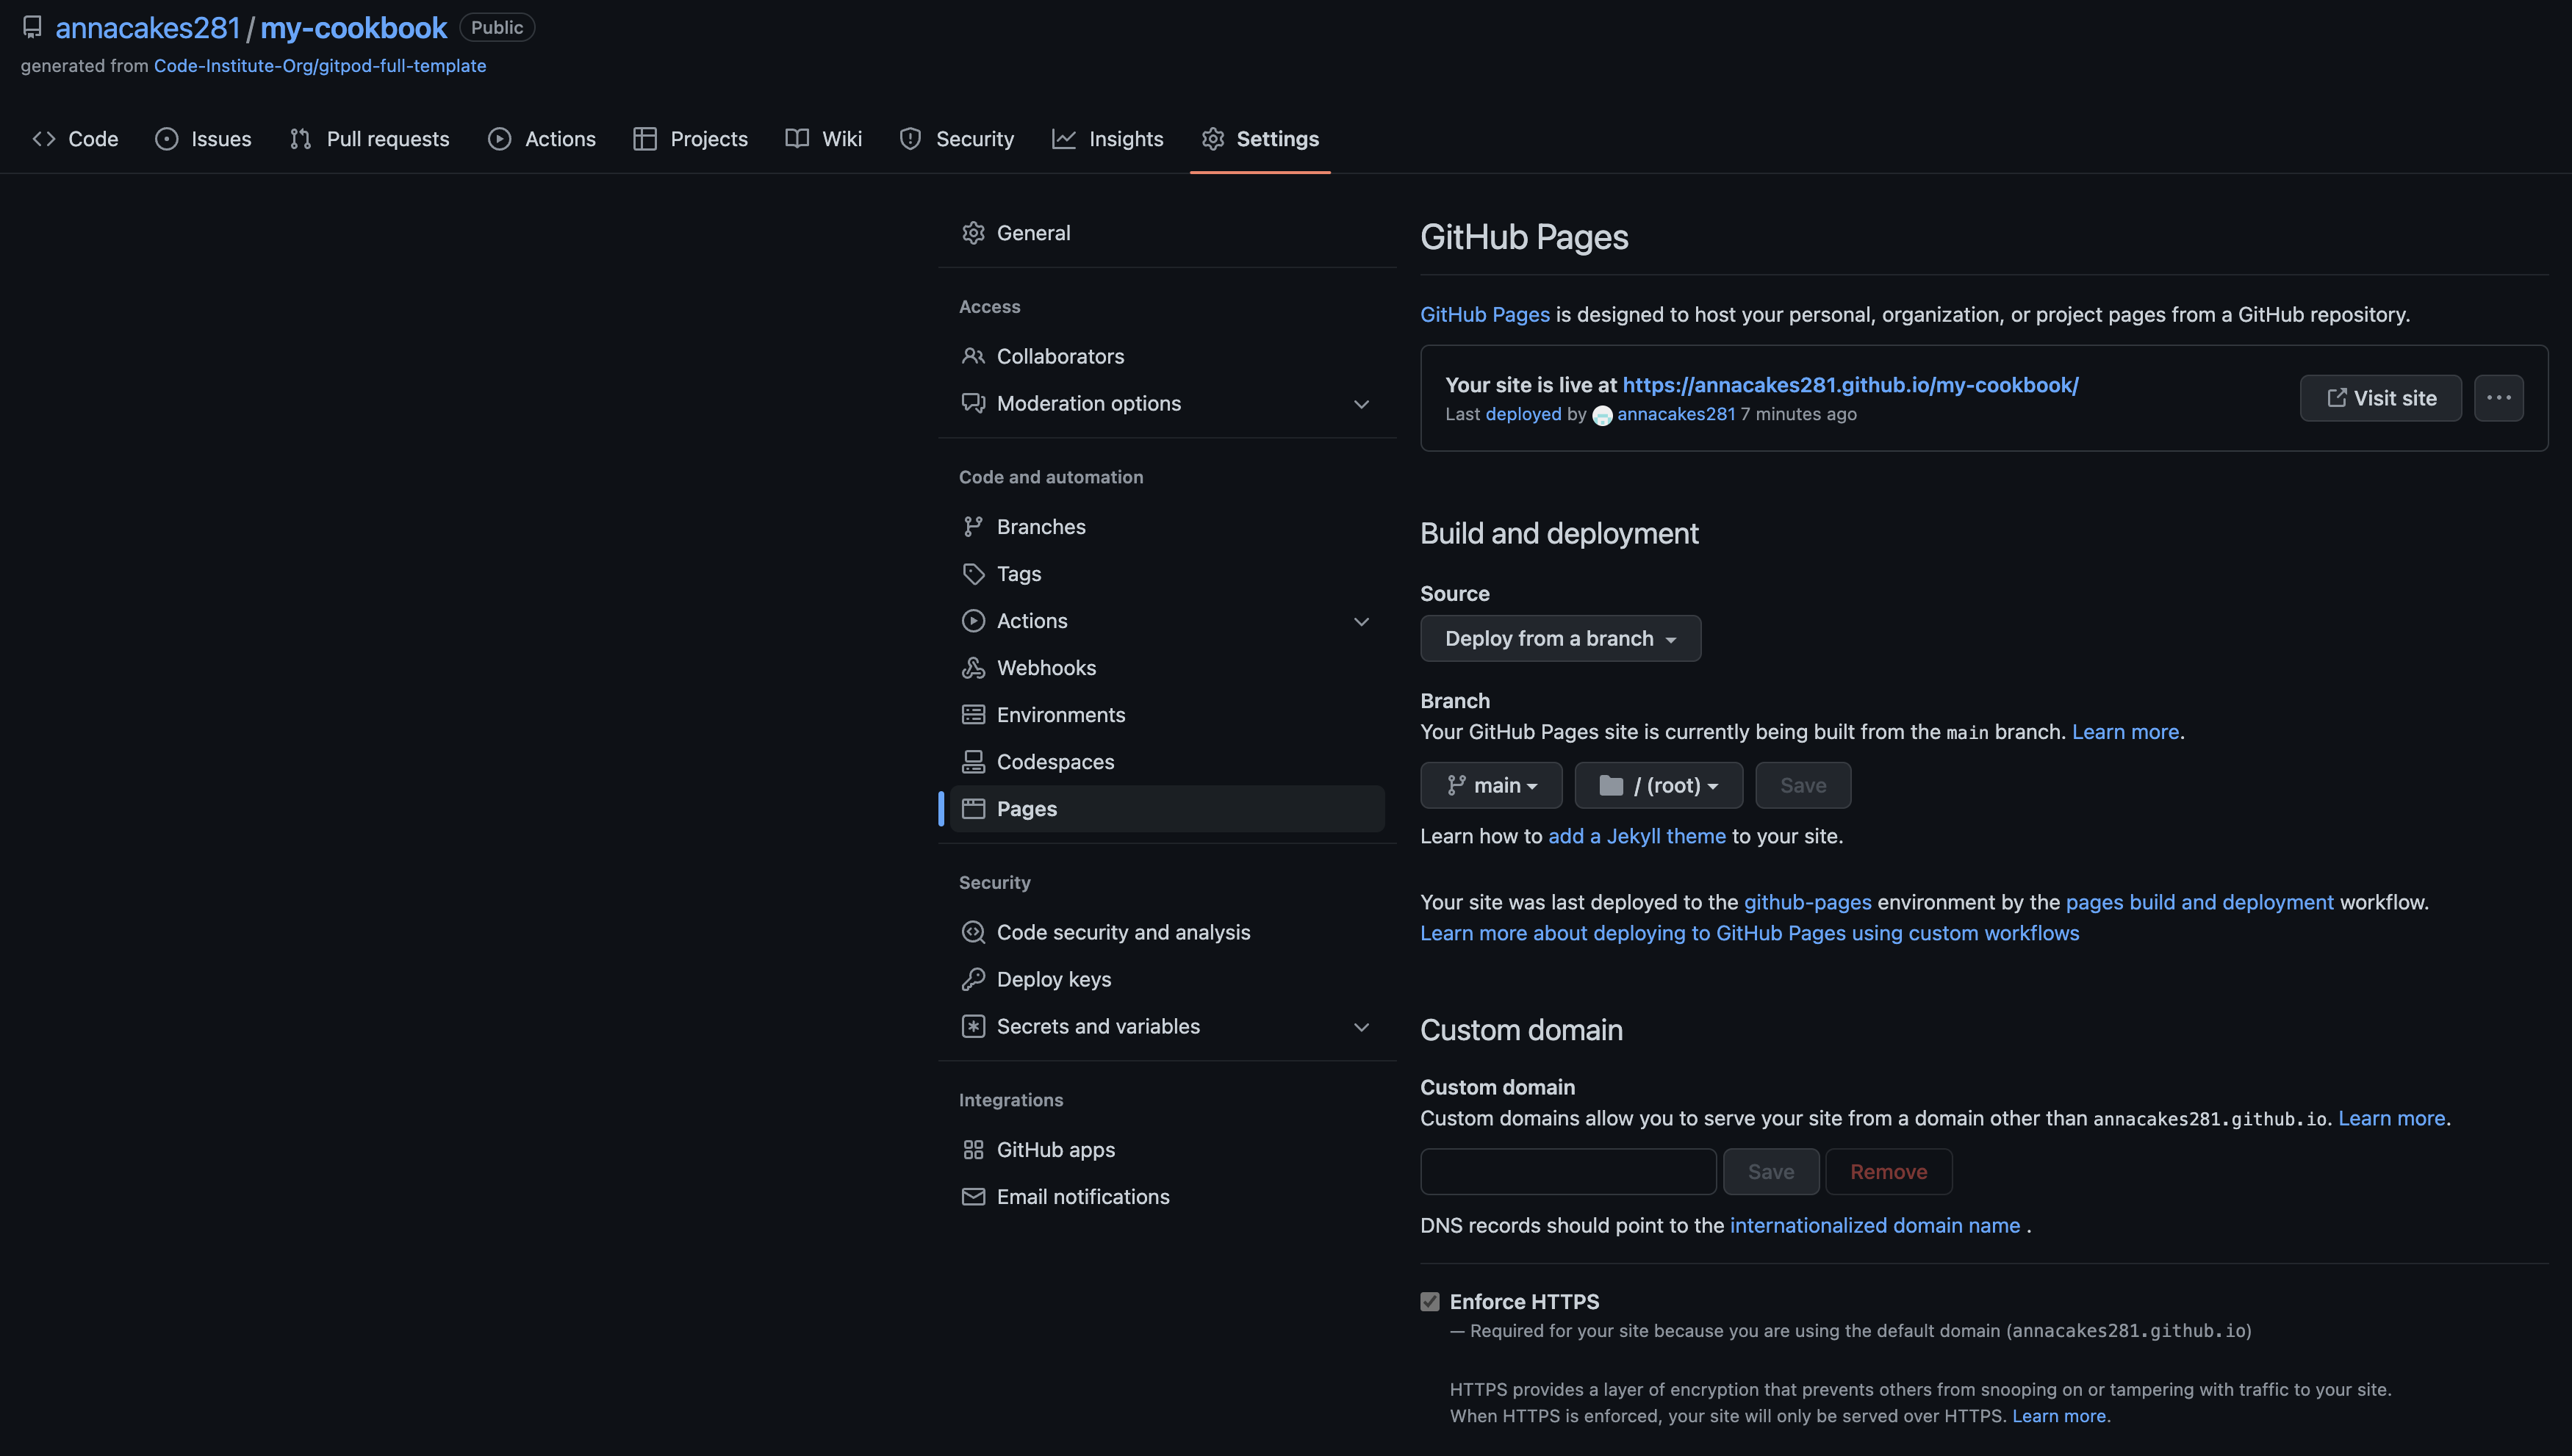 annacakes281/my-cookbook Public
generated from Code-Institute-Org/gitpod-full-template
Code Issues Pull requests Actions Projects Wiki Security Insights Settings
General
Access
Collaborators
Moderation options
Code and automation
Branches
Tags
Actions
Webhooks
Environments
Codespaces
Pages
Security
Code security and analysis
Deploy keys
Secrets and variables
Integrations
GitHub apps
Email notifications
GitHub Pages
GitHub Pages is designed to host your personal, organization, or project pages from a GitHub repository.
Your site is live at https://annacakes281.github.io/my-cookbook/
Last deployed by annacakes281 7 minutes ago
Visit site
Build and deployment
Source
Deploy from a branch
Branch
Your GitHub Pages site is currently being built from the main branch. Learn more.
main / (root) Save
Learn how to add a Jekyll theme to your site.
Your site was last deployed to the github-pages environment by the pages build and deployment workflow.
Learn more about deploying to GitHub Pages using custom workflows
Custom domain
Custom domain
Custom domains allow you to serve your site from a domain other than annacakes281.github.io. Learn more.
Save Remove
DNS records should point to the internationalized domain name .
Enforce HTTPS
— Required for your site because you are using the default domain (annacakes281.github.io)
HTTPS provides a layer of encryption that prevents others from snooping on or tampering with traffic to your site.
When HTTPS is enforced, your site will only be served over HTTPS. Learn more.